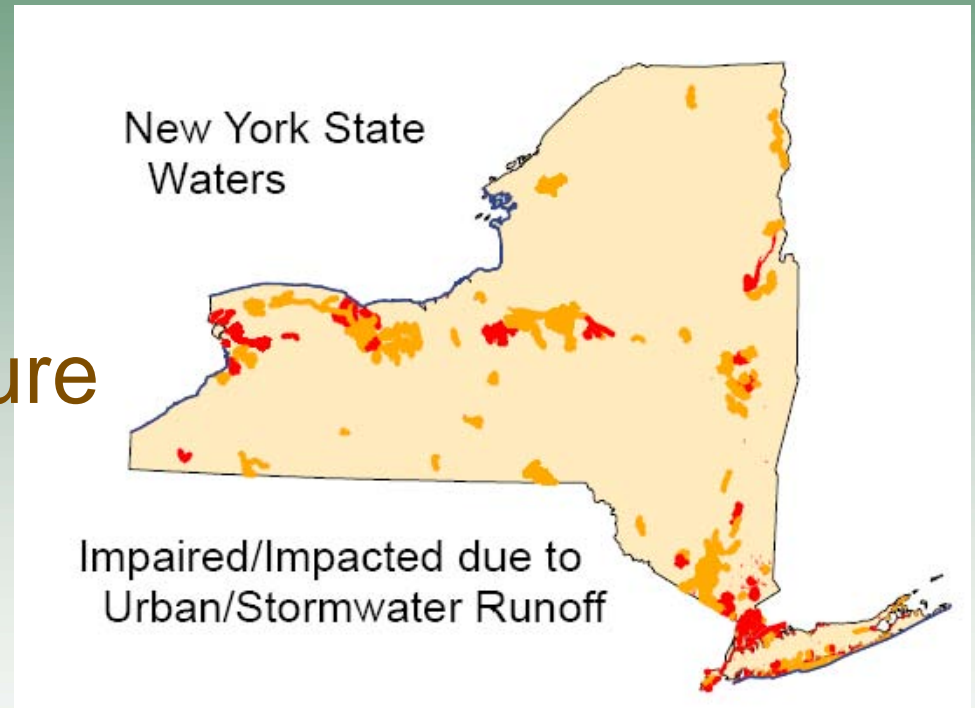 New York State
Waters
ure
Impaired/Impacted due to
Urban/Stormwater Runoff